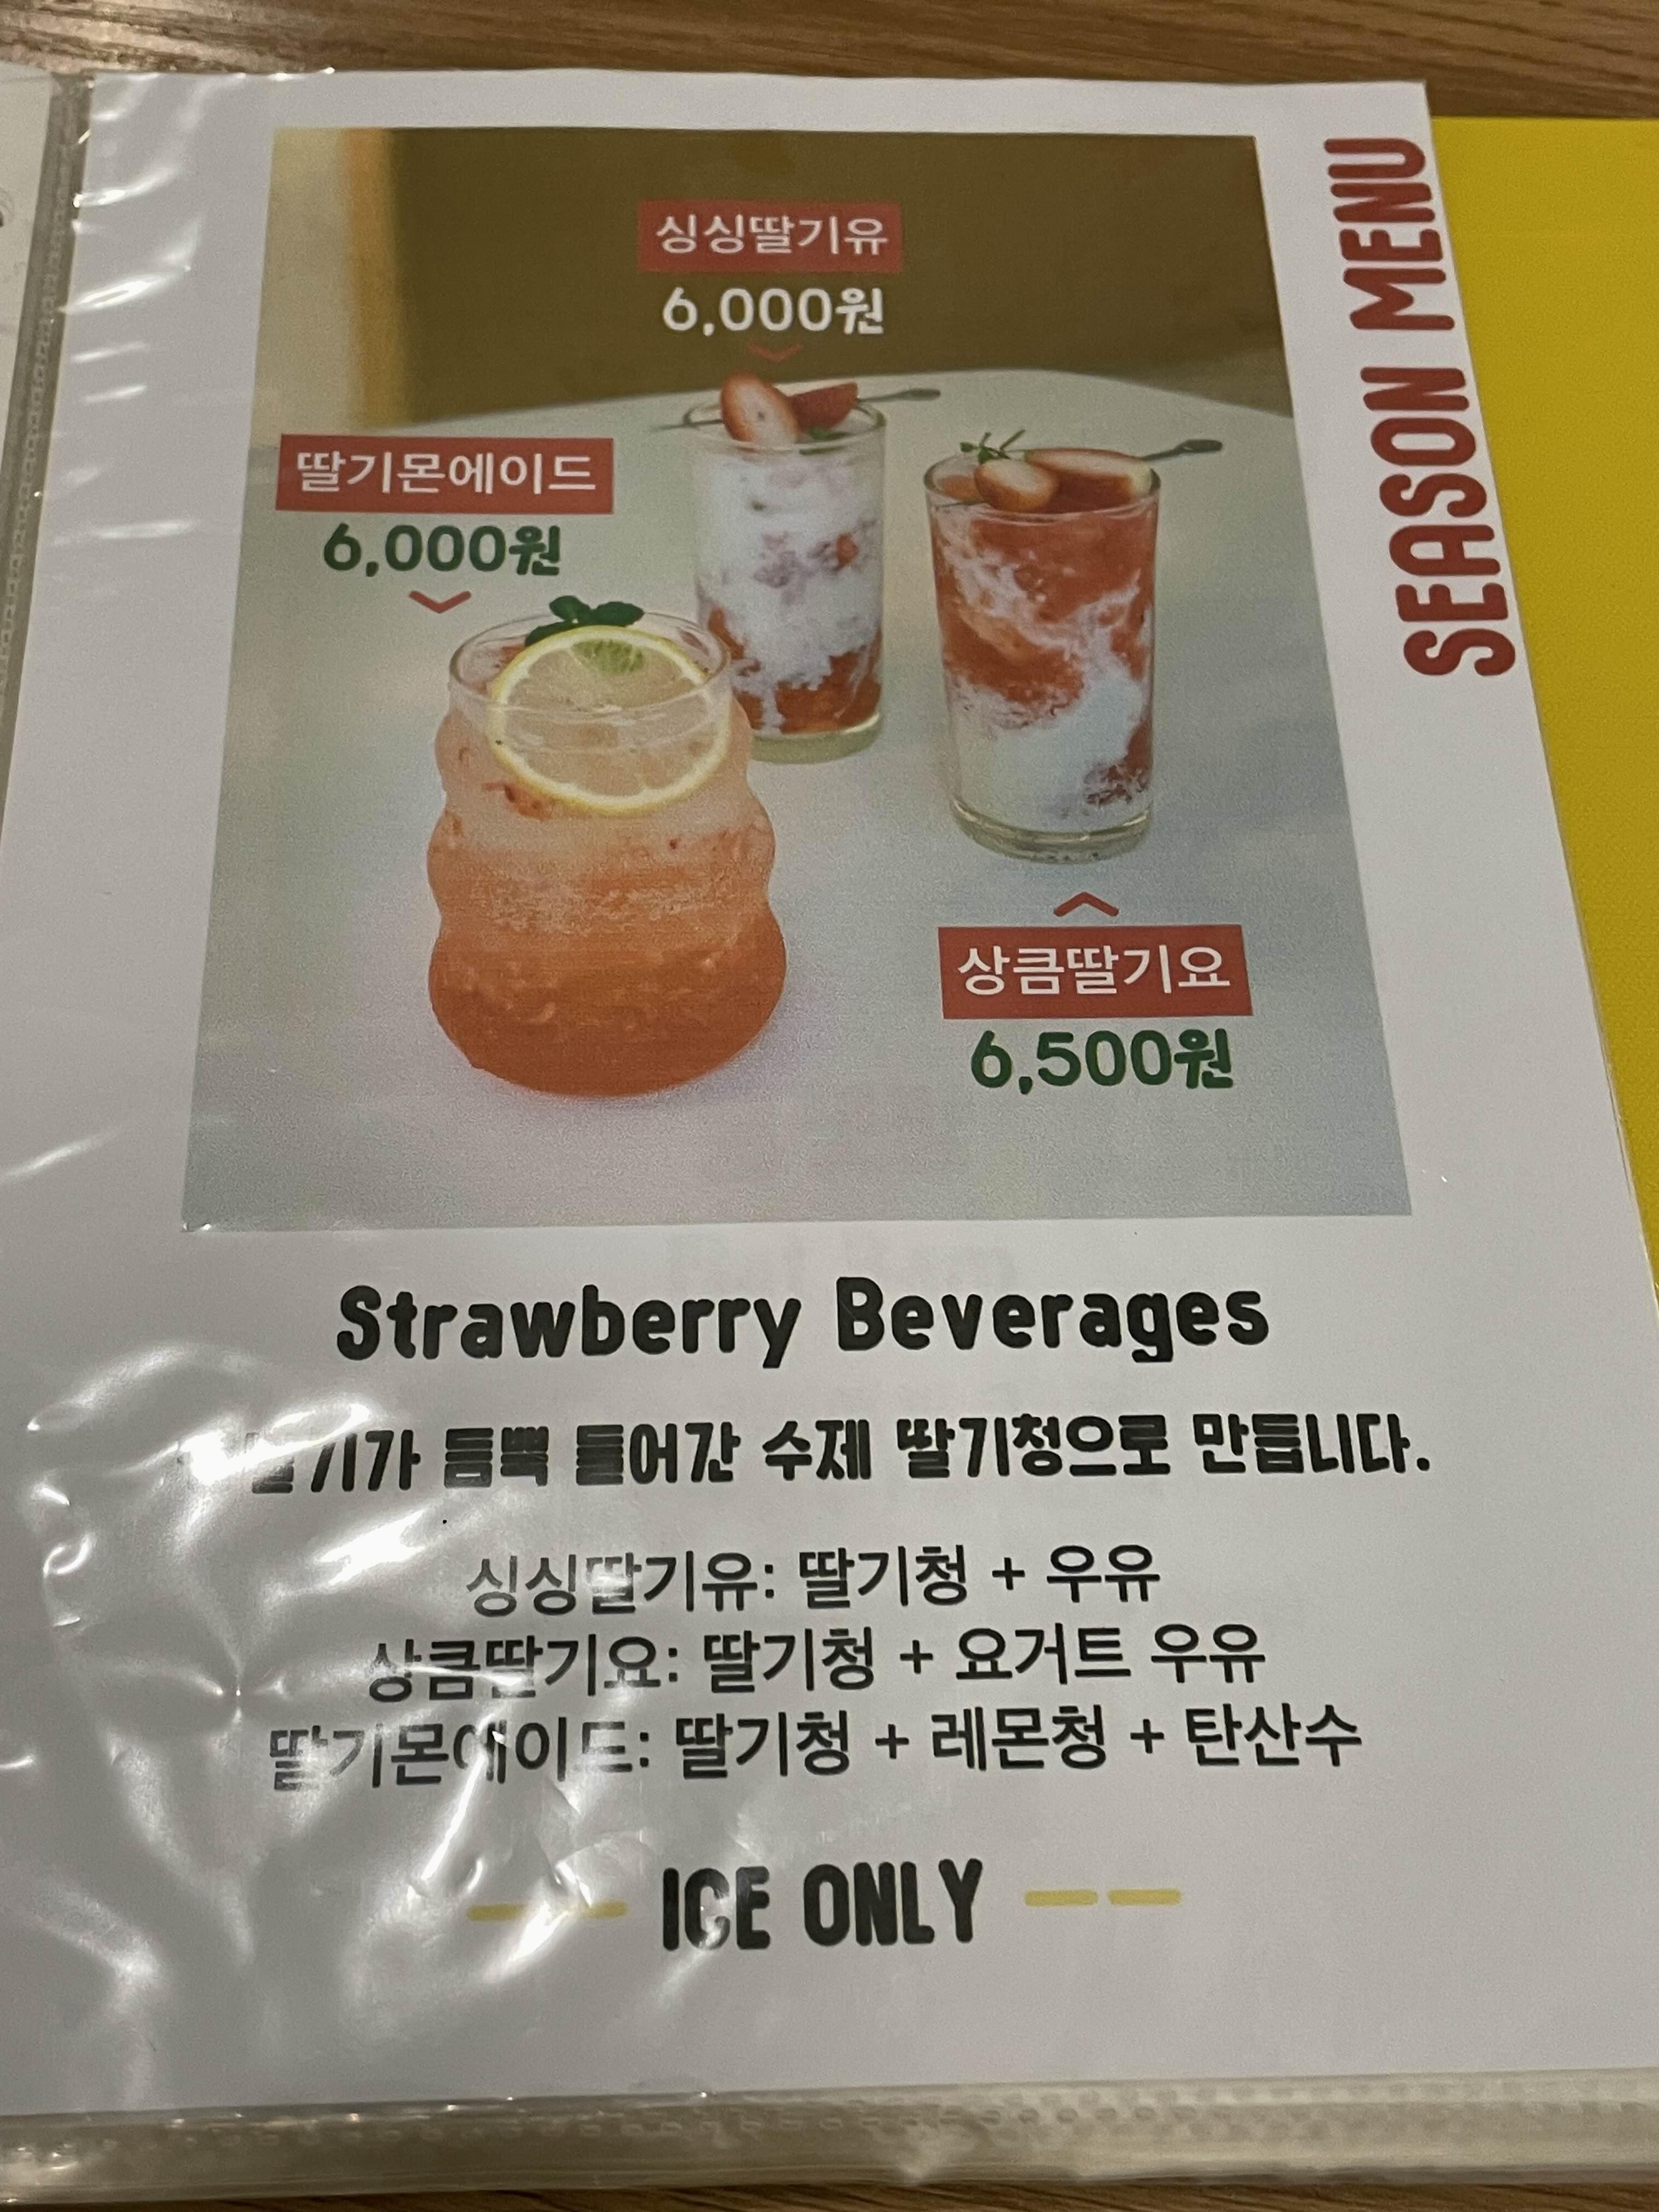 SEASON MENU
싱싱딸기유
6,000원
딸기몬에이드
6,000원
상큼딸기요
6,500원
Strawberry Beverages
듬뿍 들어간 수제 딸기청으로 만듭니다.
싱싱딸기유: 딸기청 + 우유
상큼딸기요: 딸기청 + 요거트 우유
딸기몬에이드: 딸기청 + 레몬청 + 탄산수
ICE ONLY